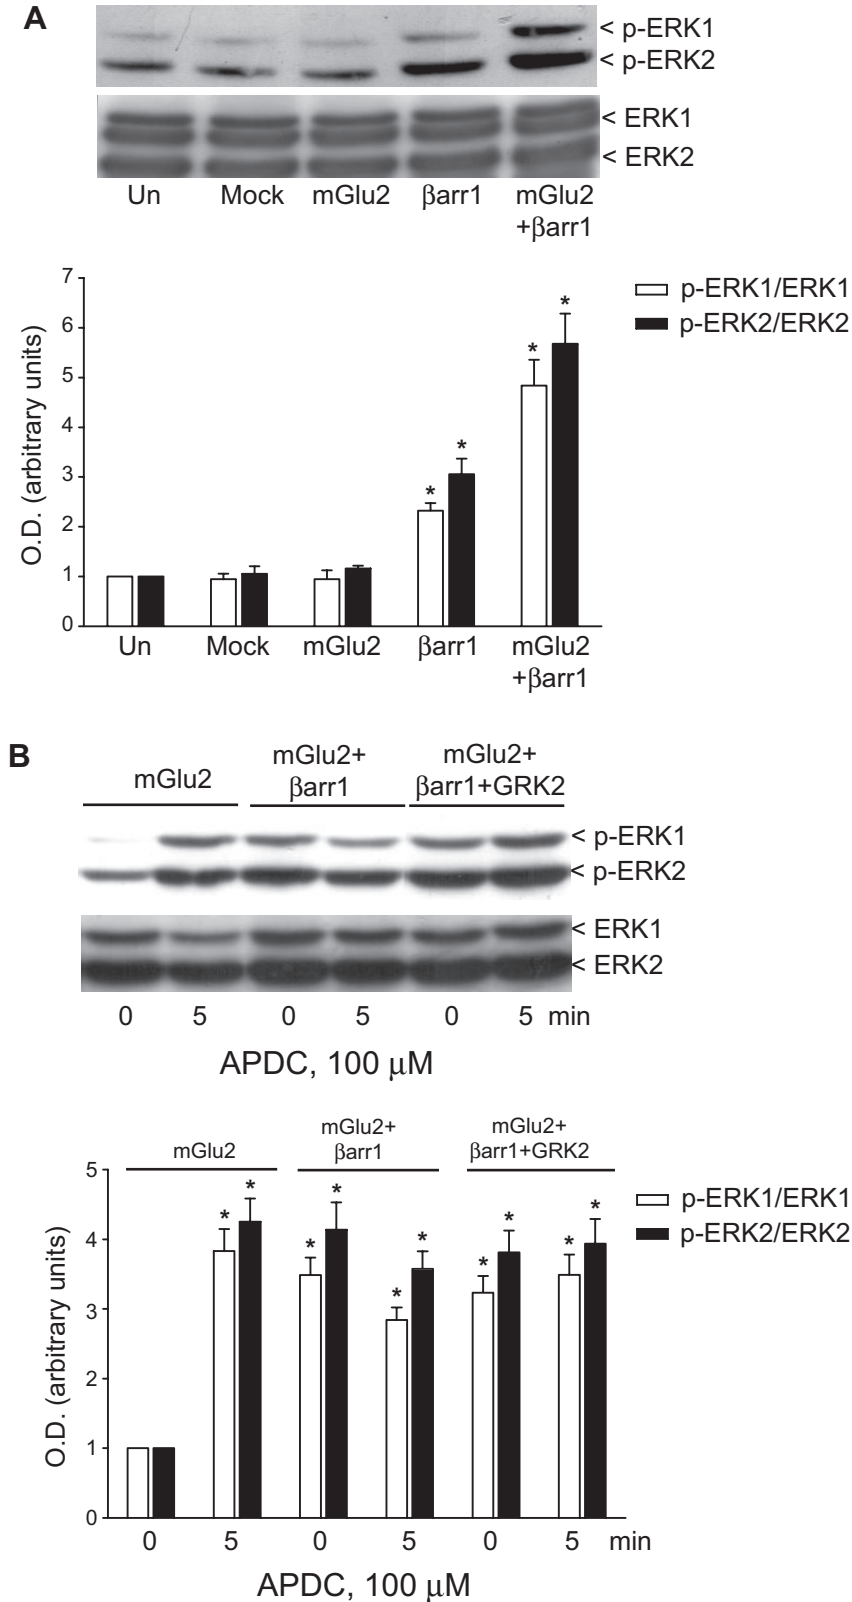 A
< p-ERK1
< p-ERK2
< ERK1
< ERK2
Un Mock mGlu2 βarr1 mGlu2
+βarr1
7
6
5
4
3
2
1
0
O.D. (arbitrary units)
p-ERK1/ERK1
p-ERK2/ERK2
*
*
*
*
Un Mock mGlu2 βarr1 mGlu2
+βarr1
B
mGlu2
mGlu2+
βarr1
mGlu2+
βarr1+GRK2
< p-ERK1
< p-ERK2
< ERK1
< ERK2
0 5 0 5 0 5 min
APDC, 100 μM
mGlu2
mGlu2+
βarr1
mGlu2+
βarr1+GRK2
5
4
3
2
1
0
O.D. (arbitrary units)
p-ERK1/ERK1
p-ERK2/ERK2
*
*
*
*
*
*
*
*
*
*
0 5 0 5 0 5 min
APDC, 100 μM